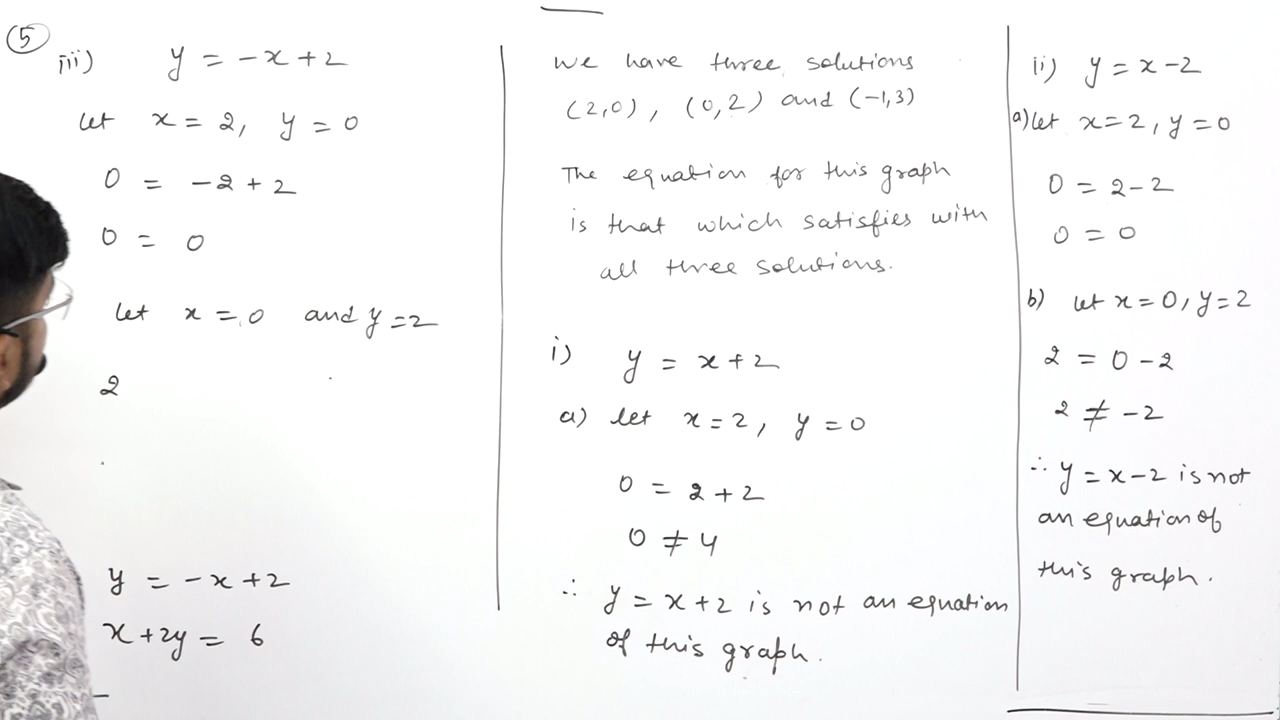 5
iii) y = -x+2
let x = 2, y = 0
0 = -2+2
0 = 0
let x = 0 and y = 2
2
y = -x+2
x+2y = 6
we have three solutions
(2,0), (0,2) and (-1,3)
The equation for this graph
is that which satisfies with
all three solutions.
i) y = x+2
a) let x=2, y=0
0 = 2+2
0 ≠ 4
∴ y = x+2 is not an equation
of this graph.
ii) y = x-2
a) let x=2, y=0
0 = 2-2
0 = 0
b) let x=0, y=2
2 = 0-2
2 ≠ -2
∴ y = x-2 is not
an equation of
this graph.